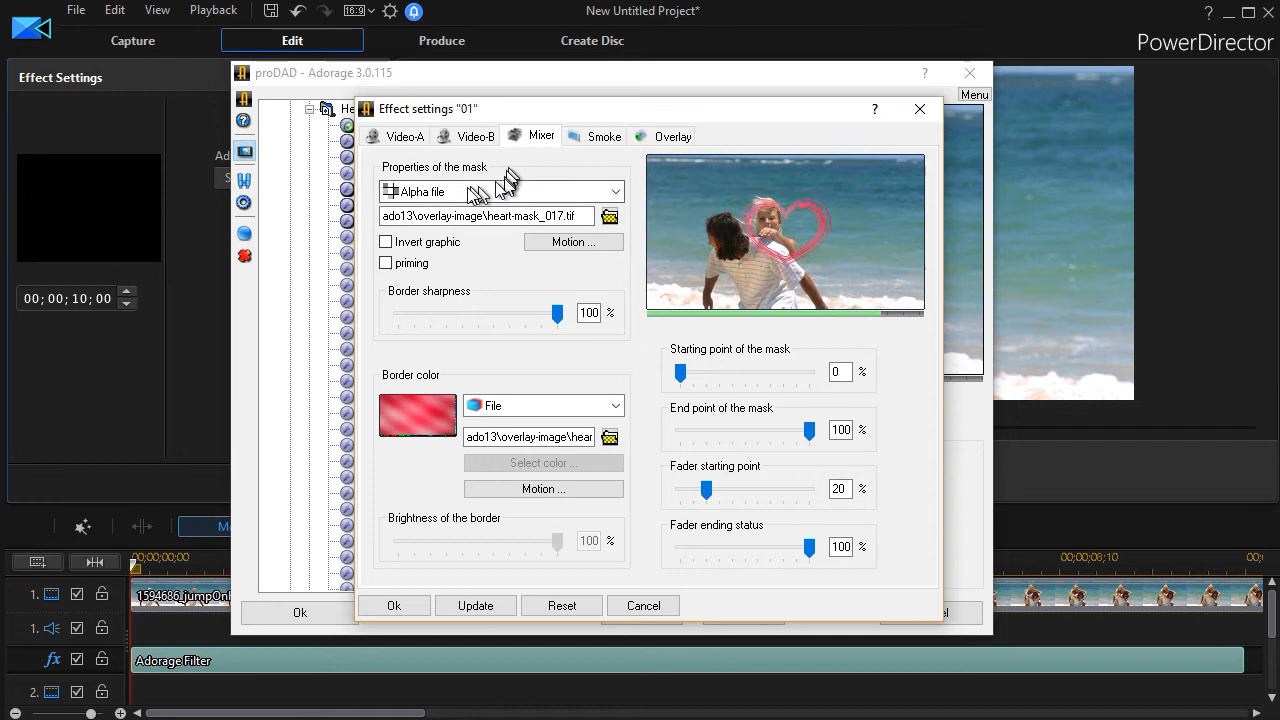 File Edit View Playback 16:9 New Untitled Project* ?
Capture Edit Produce Create Disc PowerDirector
Effect Settings
proDAD - Adorage 3.0.115 ?
Menu
Effect settings "01" ?
Video-A Video-B Mixer Smoke Overlay
Properties of the mask
Alpha file
ado13\overlay-image\heart-mask_017.tif
Invert graphic Motion ...
priming
Border sharpness
100 %
00; 00; 10; 00
Starting point of the mask
0 %
Border color
File
ado13\overlay-image\hear
Select color ...
Motion ...
End point of the mask
100 %
Fader starting point
20 %
Brightness of the border
100 %
Fader ending status
100 %
Ok Update Reset Cancel
Ok
00;00;00;00 00;00;08;10
1. 1594686_jumpOnl
1.
fx Adorage Filter
2.